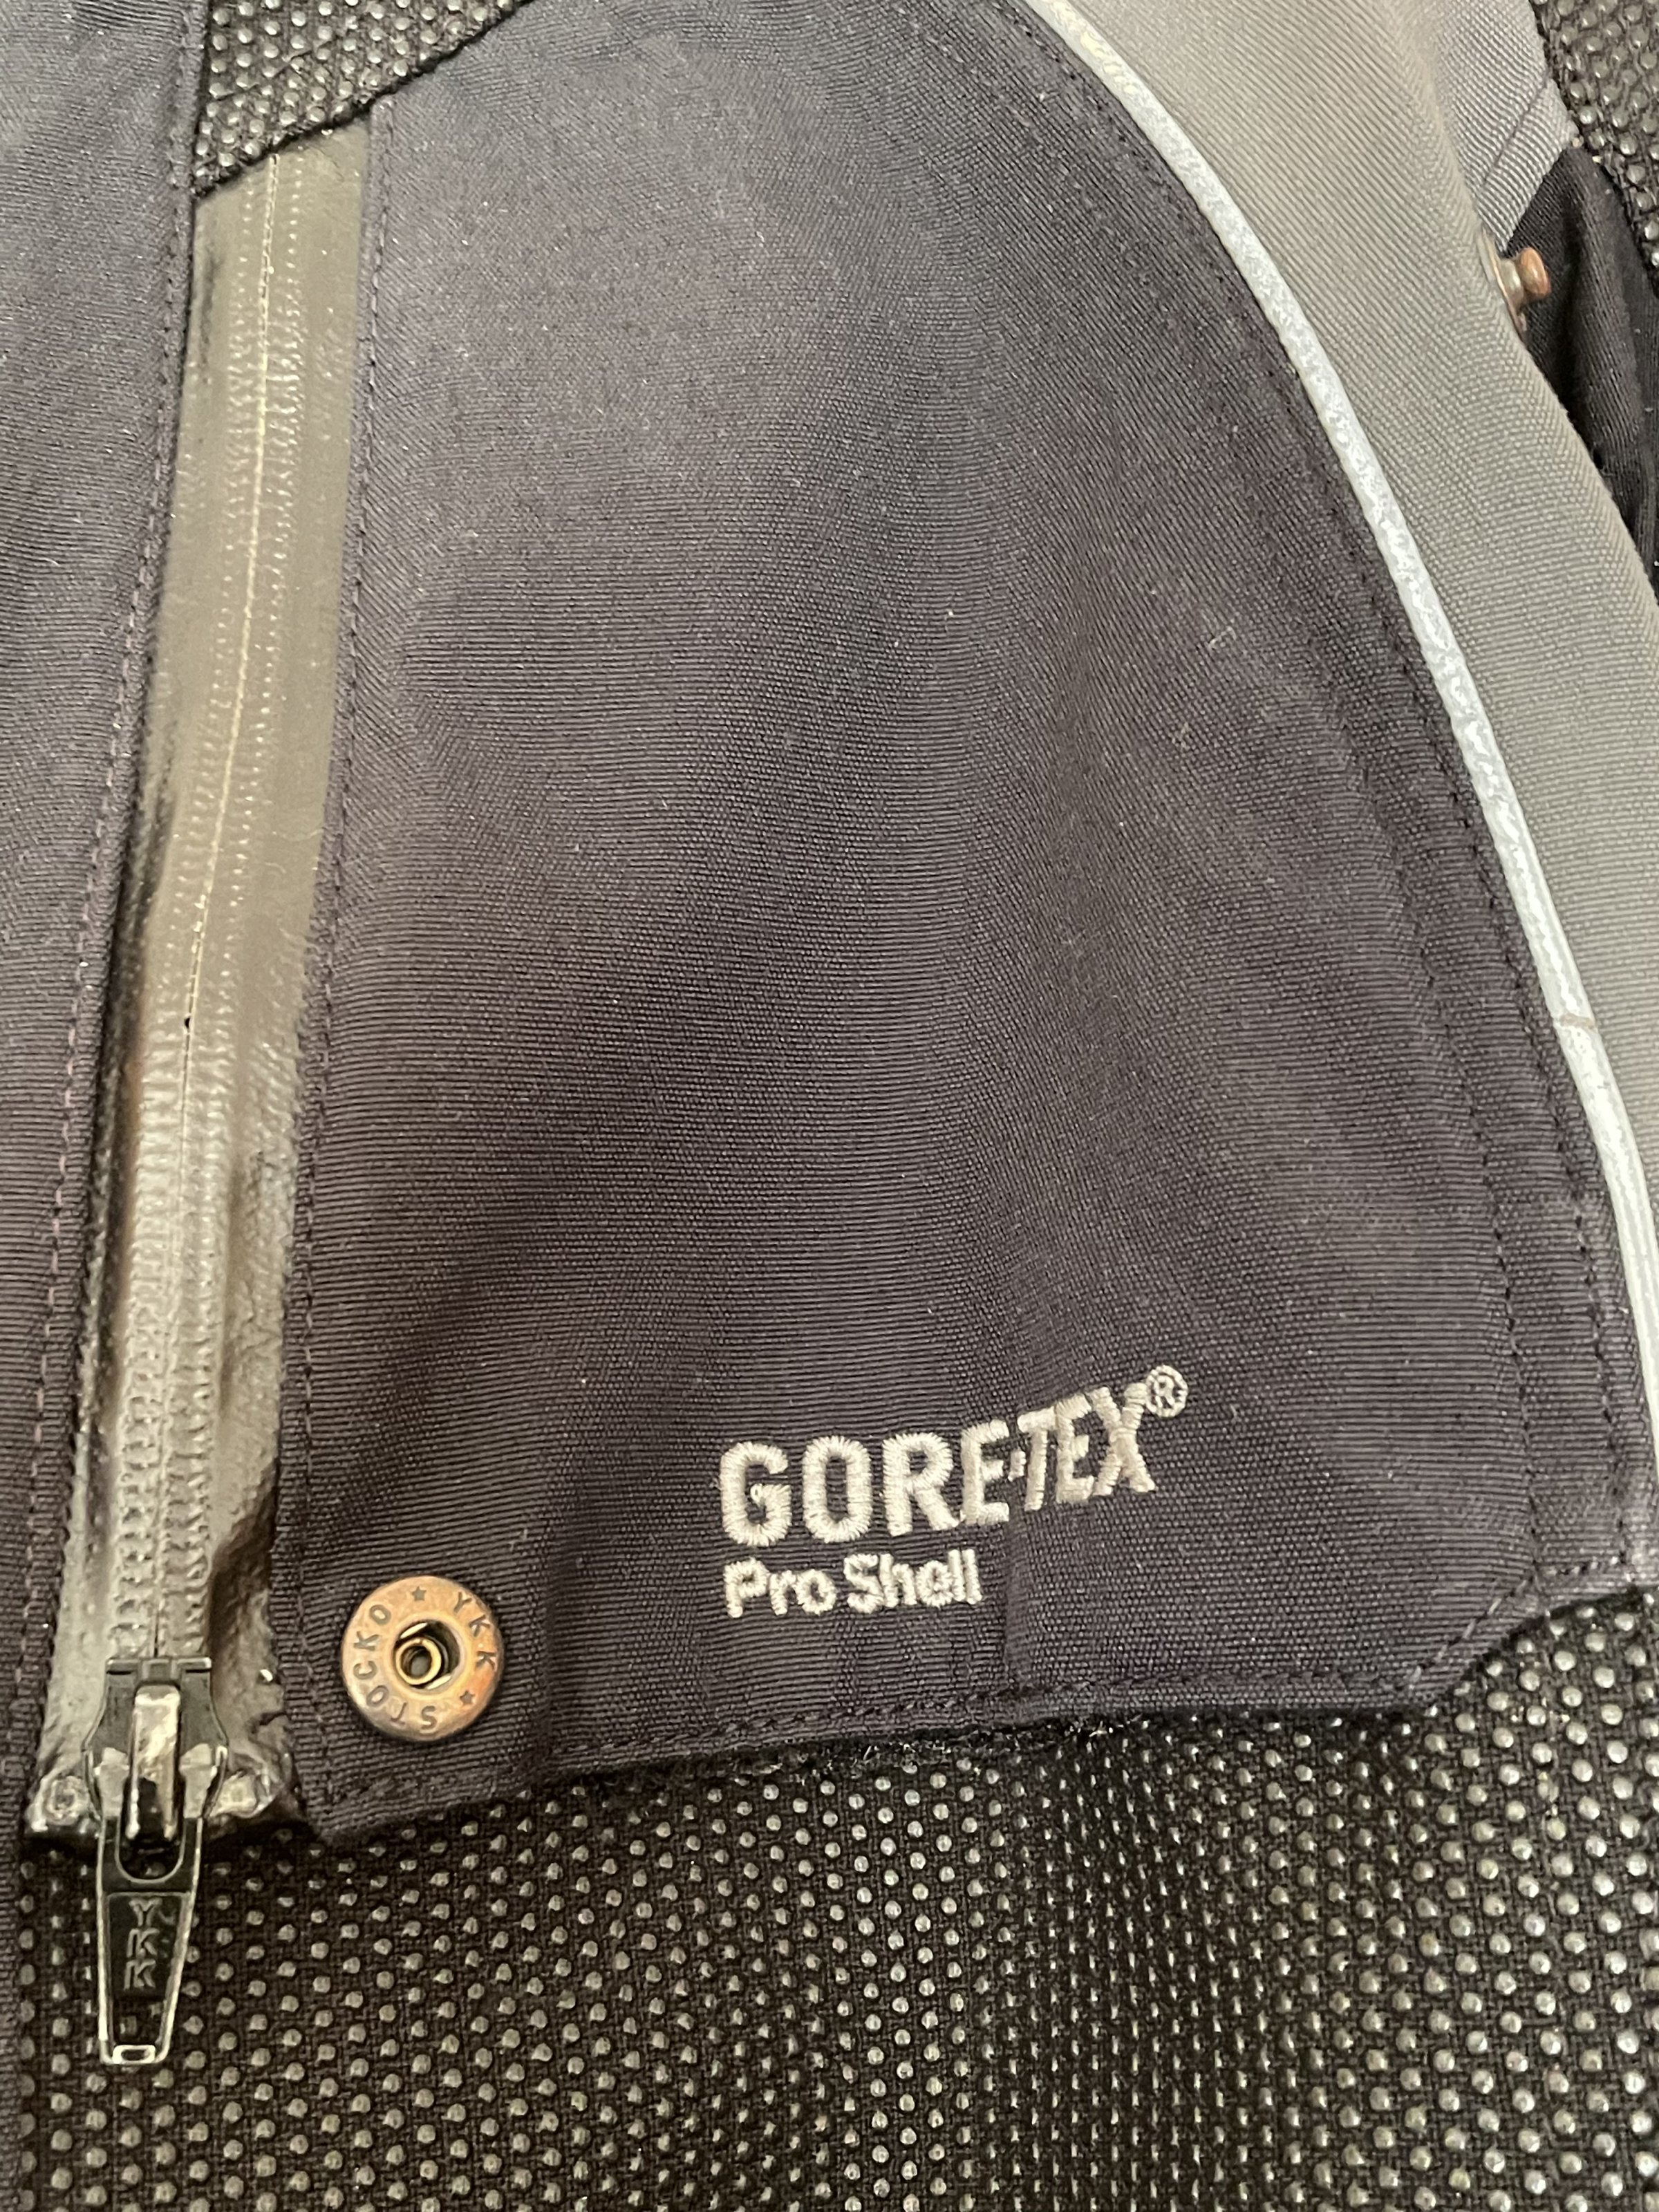 GORE-TEX®
Pro Shell
STOCKO ★ YKK ★
YKK